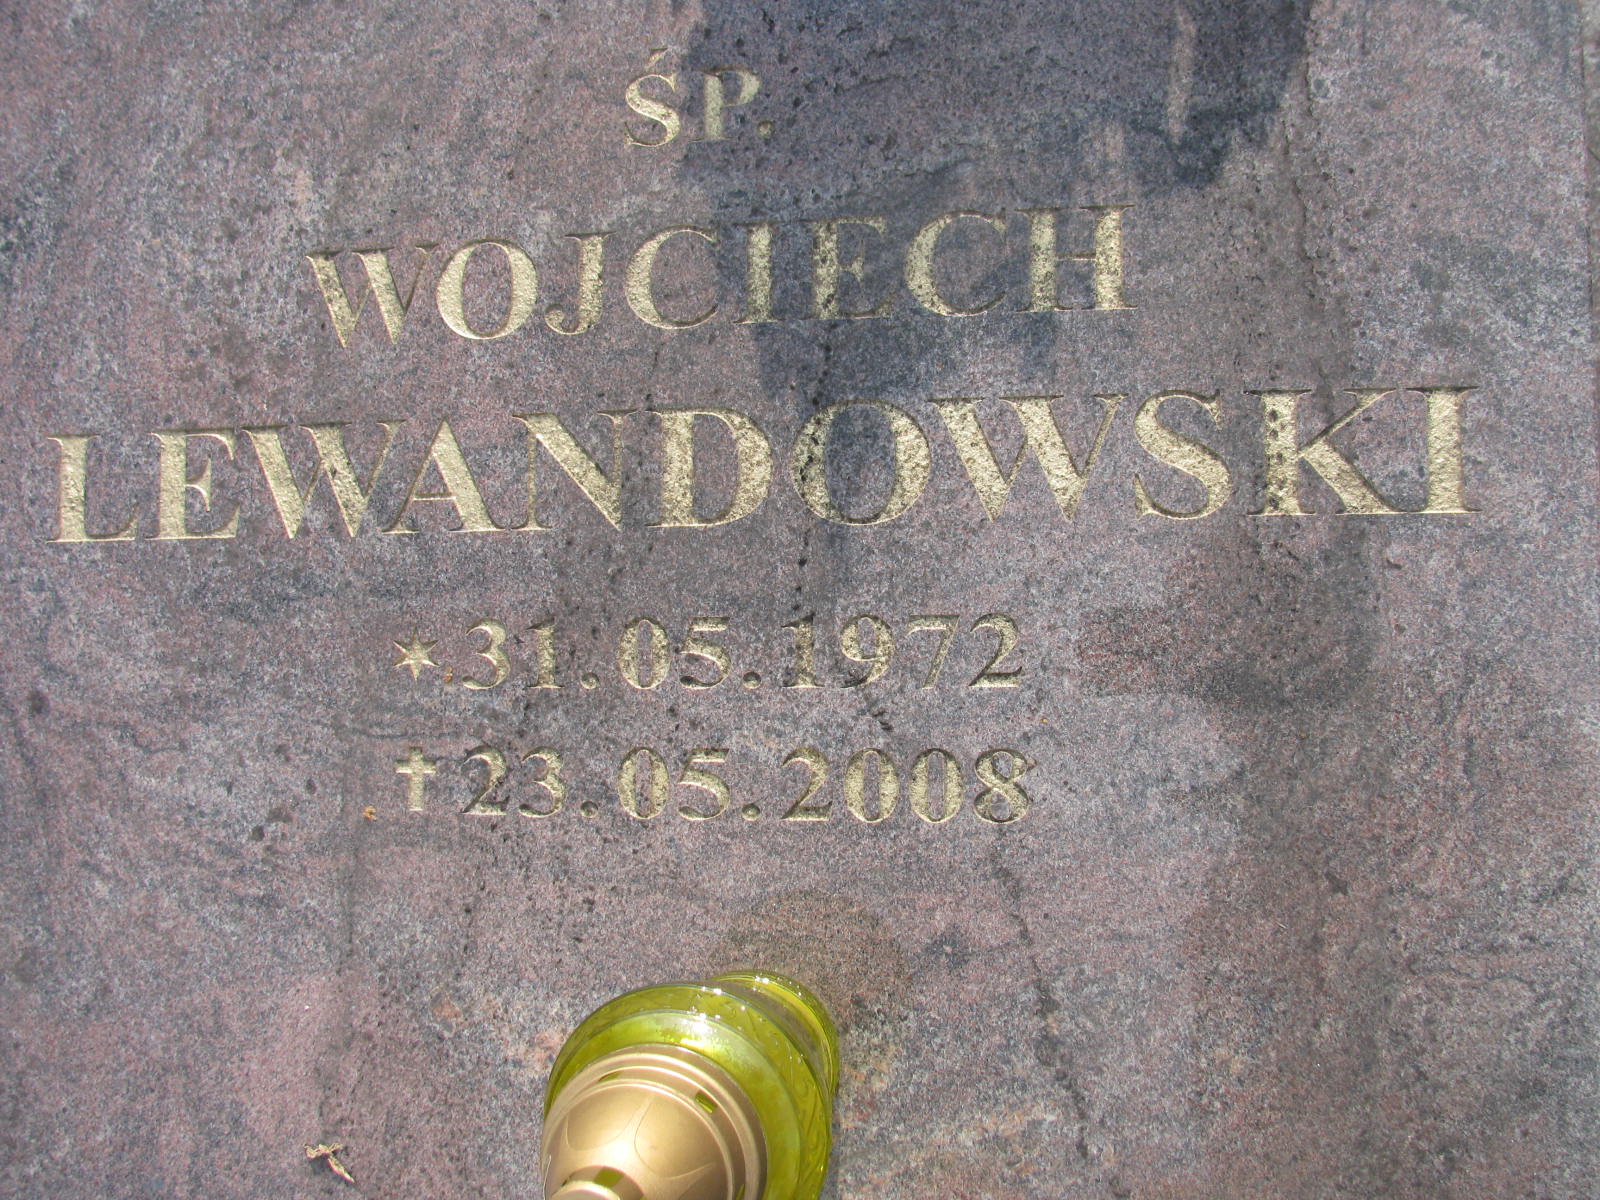 ŚP.
WOJCIECH
LEWANDOWSKI
✶31.05.1972
✝23.05.2008